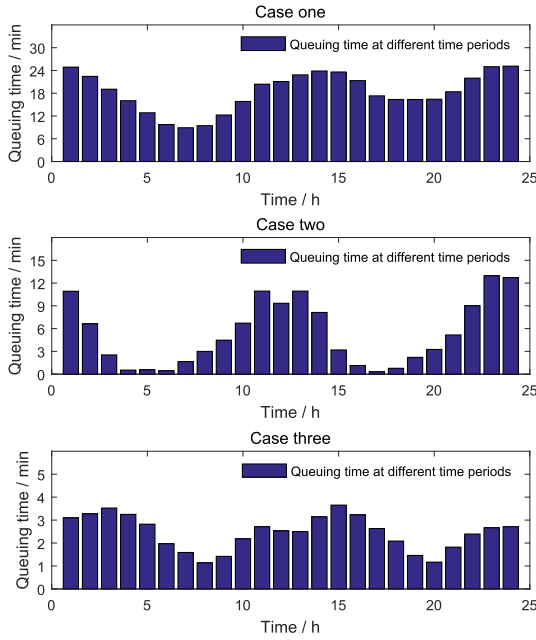 Case one
Queuing time at different time periods
30
24
18
12
6
0
Queuing time / min
0 5 10 15 20 25
Time / h
Case two
Queuing time at different time periods
15
12
9
6
3
0
Queuing time / min
0 5 10 15 20 25
Time / h
Case three
Queuing time at different time periods
5
4
3
2
1
0
Queuing time / min
0 5 10 15 20 25
Time / h